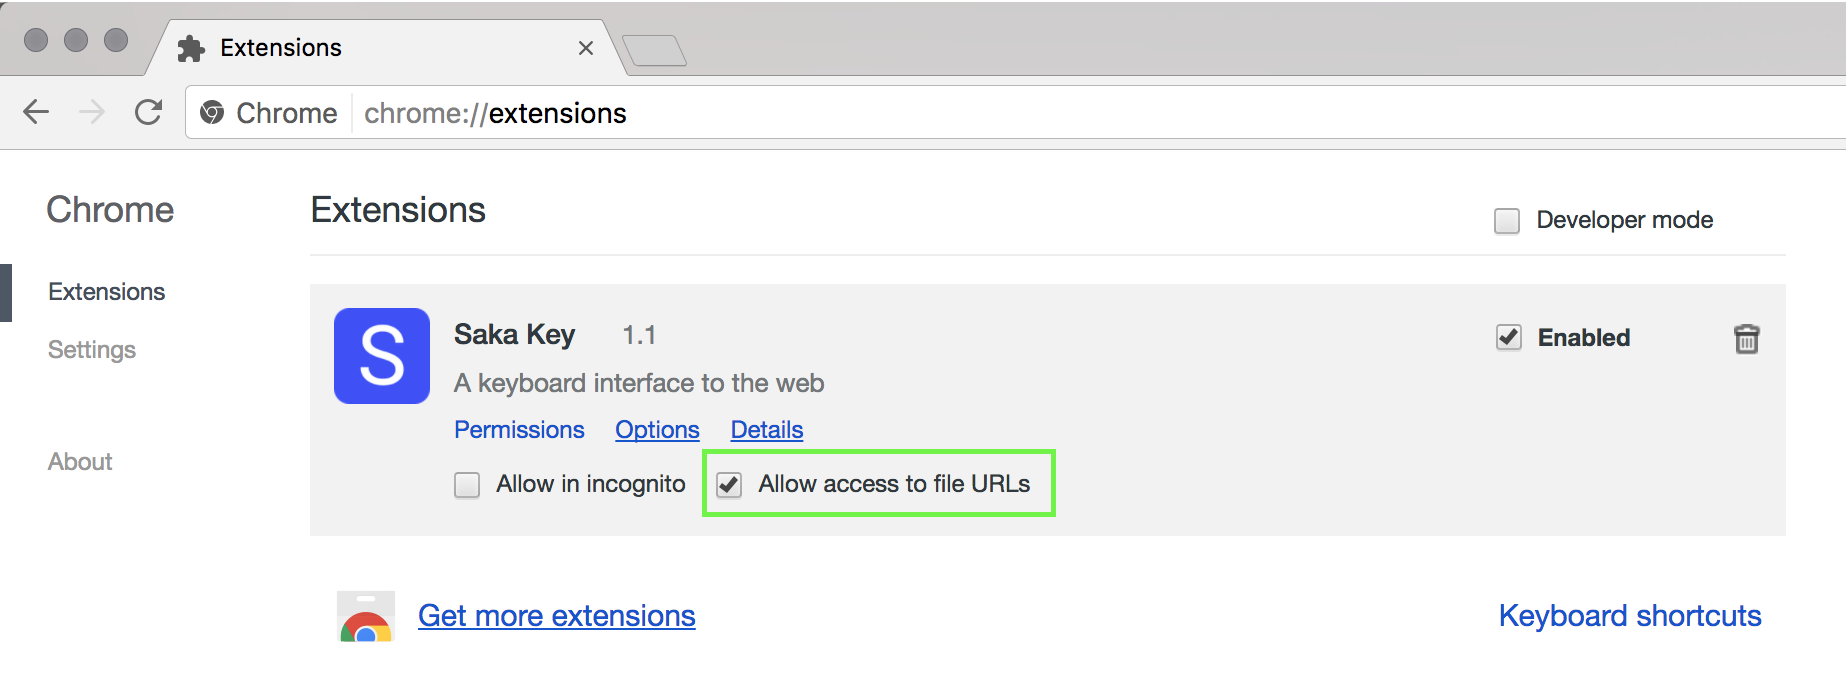 Extensions
Chrome chrome://extensions
Chrome
Extensions
Settings
About
Extensions
Developer mode
S
Saka Key 1.1
Enabled
A keyboard interface to the web
Permissions Options Details
Allow in incognito Allow access to file URLs
Get more extensions
Keyboard shortcuts